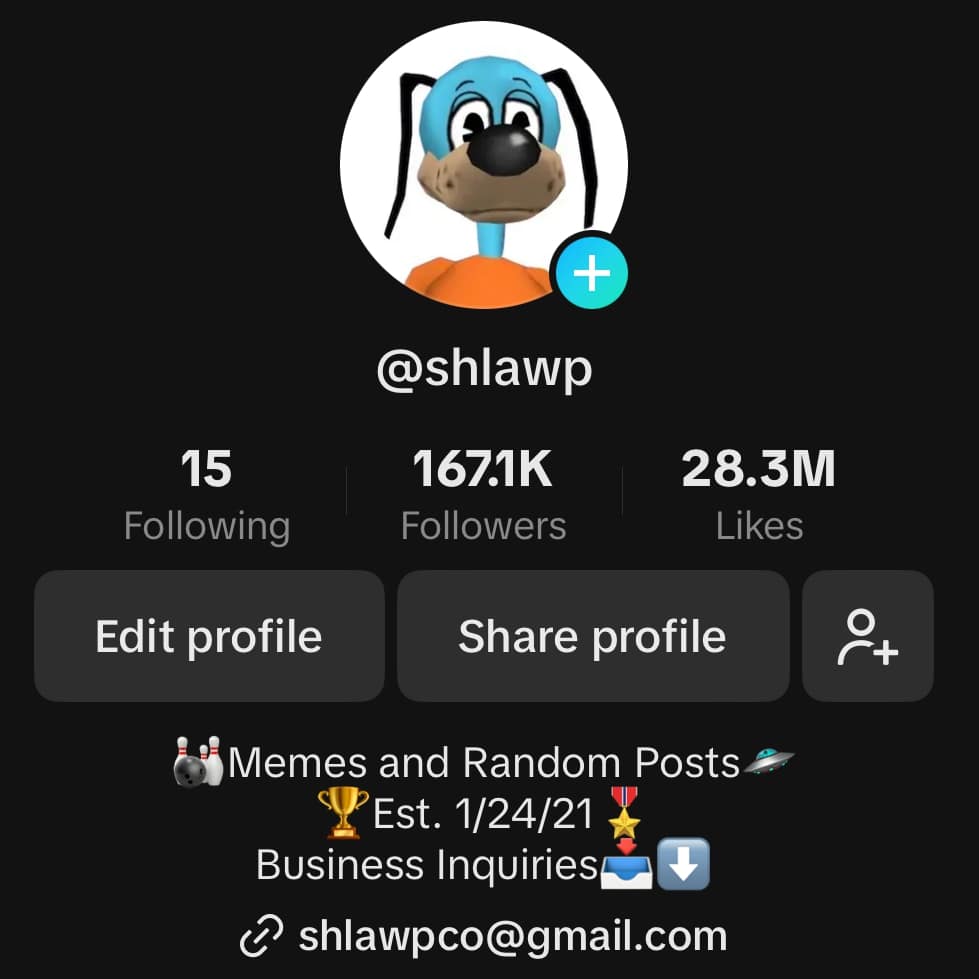 @shlawp
15 167.1K 28.3M
Following Followers Likes
Edit profile Share profile
🎳Memes and Random Posts🛸
🏆Est. 1/24/21🎖
Business Inquiries📥⬇️
shlawpco@gmail.com